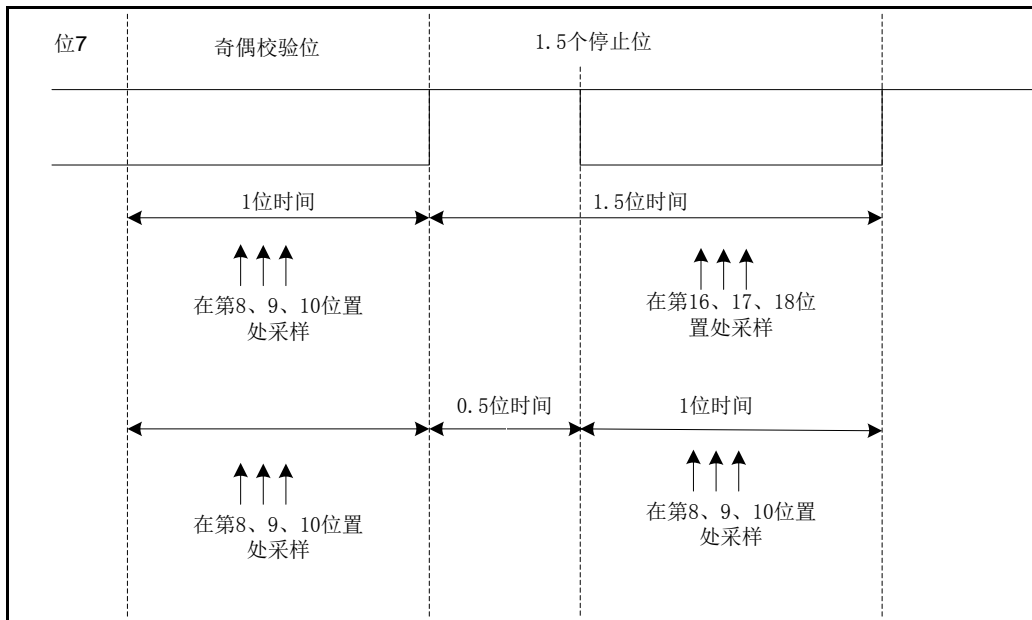 位7
奇偶校验位
1.5个停止位
1位时间
1.5位时间
在第8、9、10位置
处采样
在第16、17、18位
置处采样
0.5位时间
1位时间
在第8、9、10位置
处采样
在第8、9、10位置
处采样